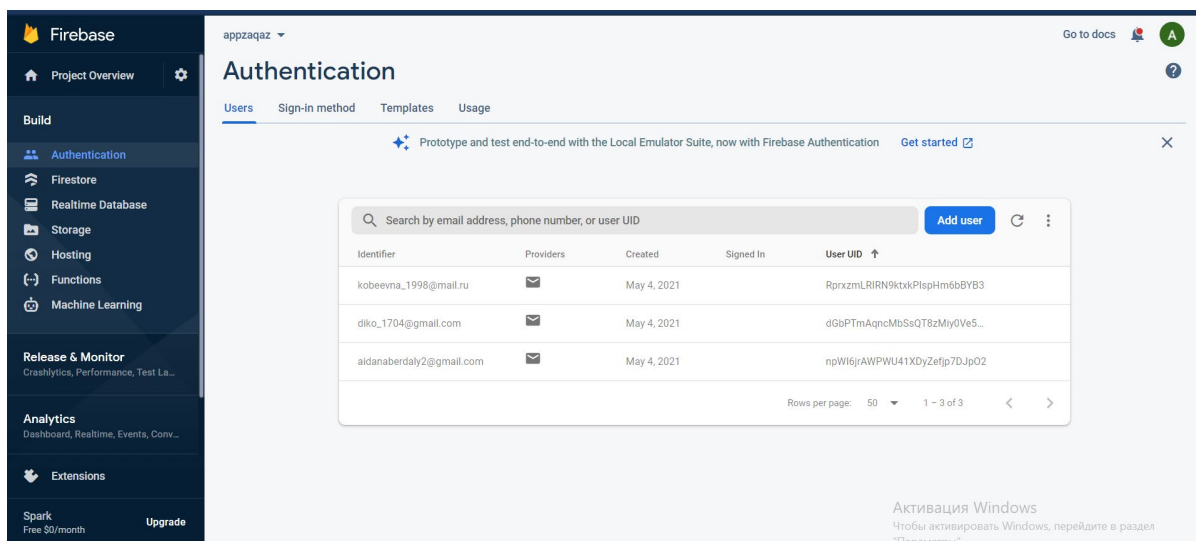 Firebase
appzaqaz
Go to docs
A
Project Overview
Authentication
Users Sign-in method Templates Usage
Build
Prototype and test end-to-end with the Local Emulator Suite, now with Firebase Authentication Get started
Authentication
Firestore
Realtime Database
Storage
Hosting
Functions
Machine Learning
Search by email address, phone number, or user UID
Add user
Identifier Providers Created Signed In User UID
kobeevna_1998@mail.ru May 4, 2021 RprxzmLRIRN9ktxkPlspHm6bBYB3
diko_1704@gmail.com May 4, 2021 dGbPTmAqncMbSsQT8zMiy0Ve5...
aidanaberdaly2@gmail.com May 4, 2021 npWI6jrAWPWU41XDyZefjp7DJpO2
Rows per page: 50 1 – 3 of 3
Release & Monitor
Crashlytics, Performance, Test La...
Analytics
Dashboard, Realtime, Events, Conv...
Extensions
Spark
Free $0/month
Upgrade
Активация Windows
Чтобы активировать Windows, перейдите в раздел
"Параметры".